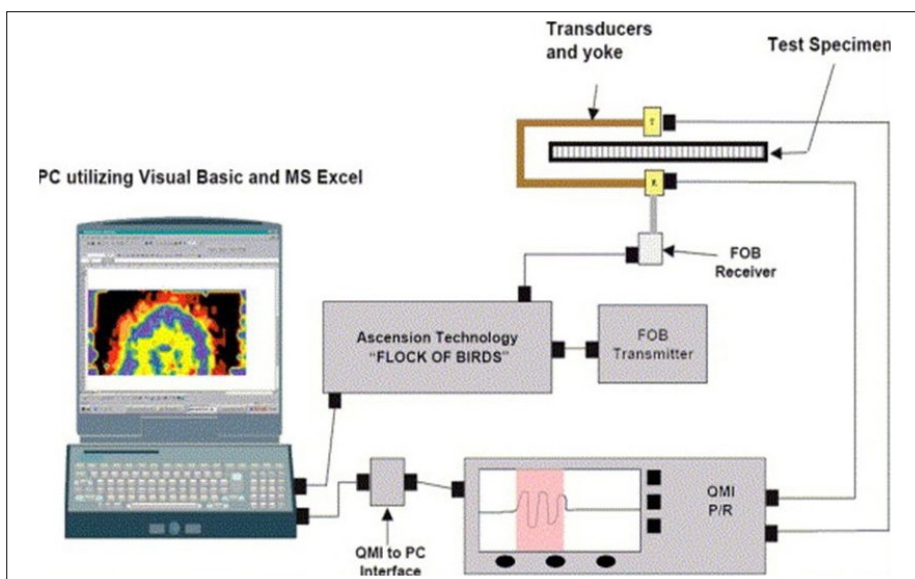 Transducers
and yoke
Test Specimen
T
R
PC utilizing Visual Basic and MS Excel
FOB
Receiver
Ascension Technology
"FLOCK OF BIRDS"
FOB
Transmitter
QMI
P/R
QMI to PC
Interface